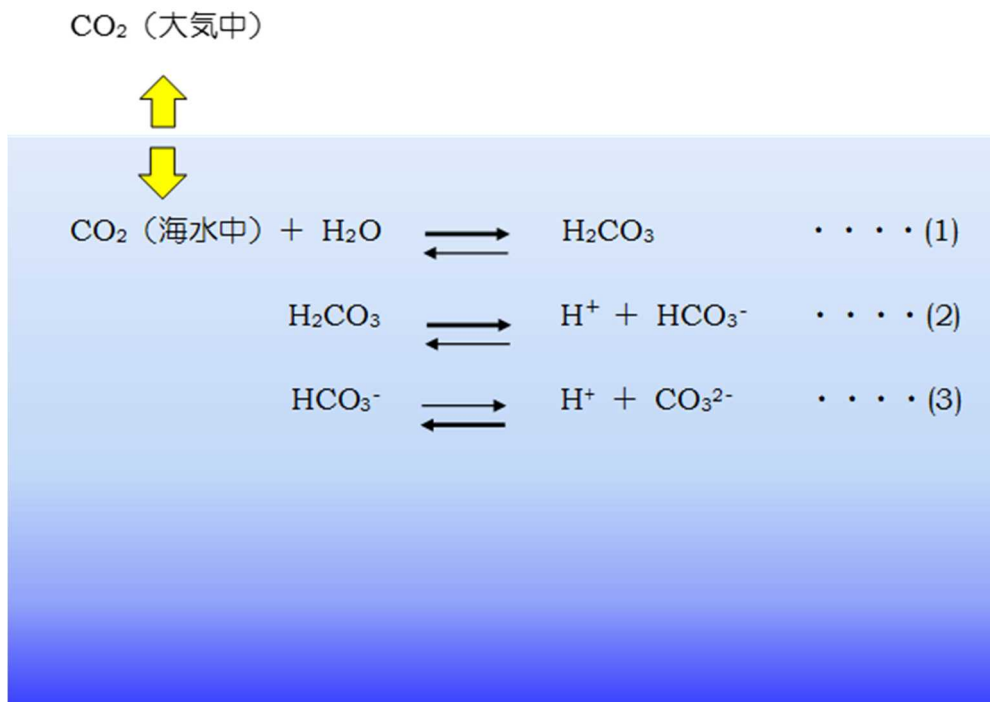 CO₂（大気中）
CO₂（海水中）+ H₂O ⇌ H₂CO₃ ・・・・(1)
H₂CO₃ ⇌ H⁺ + HCO₃⁻ ・・・・(2)
HCO₃⁻ ⇌ H⁺ + CO₃²⁻ ・・・・(3)